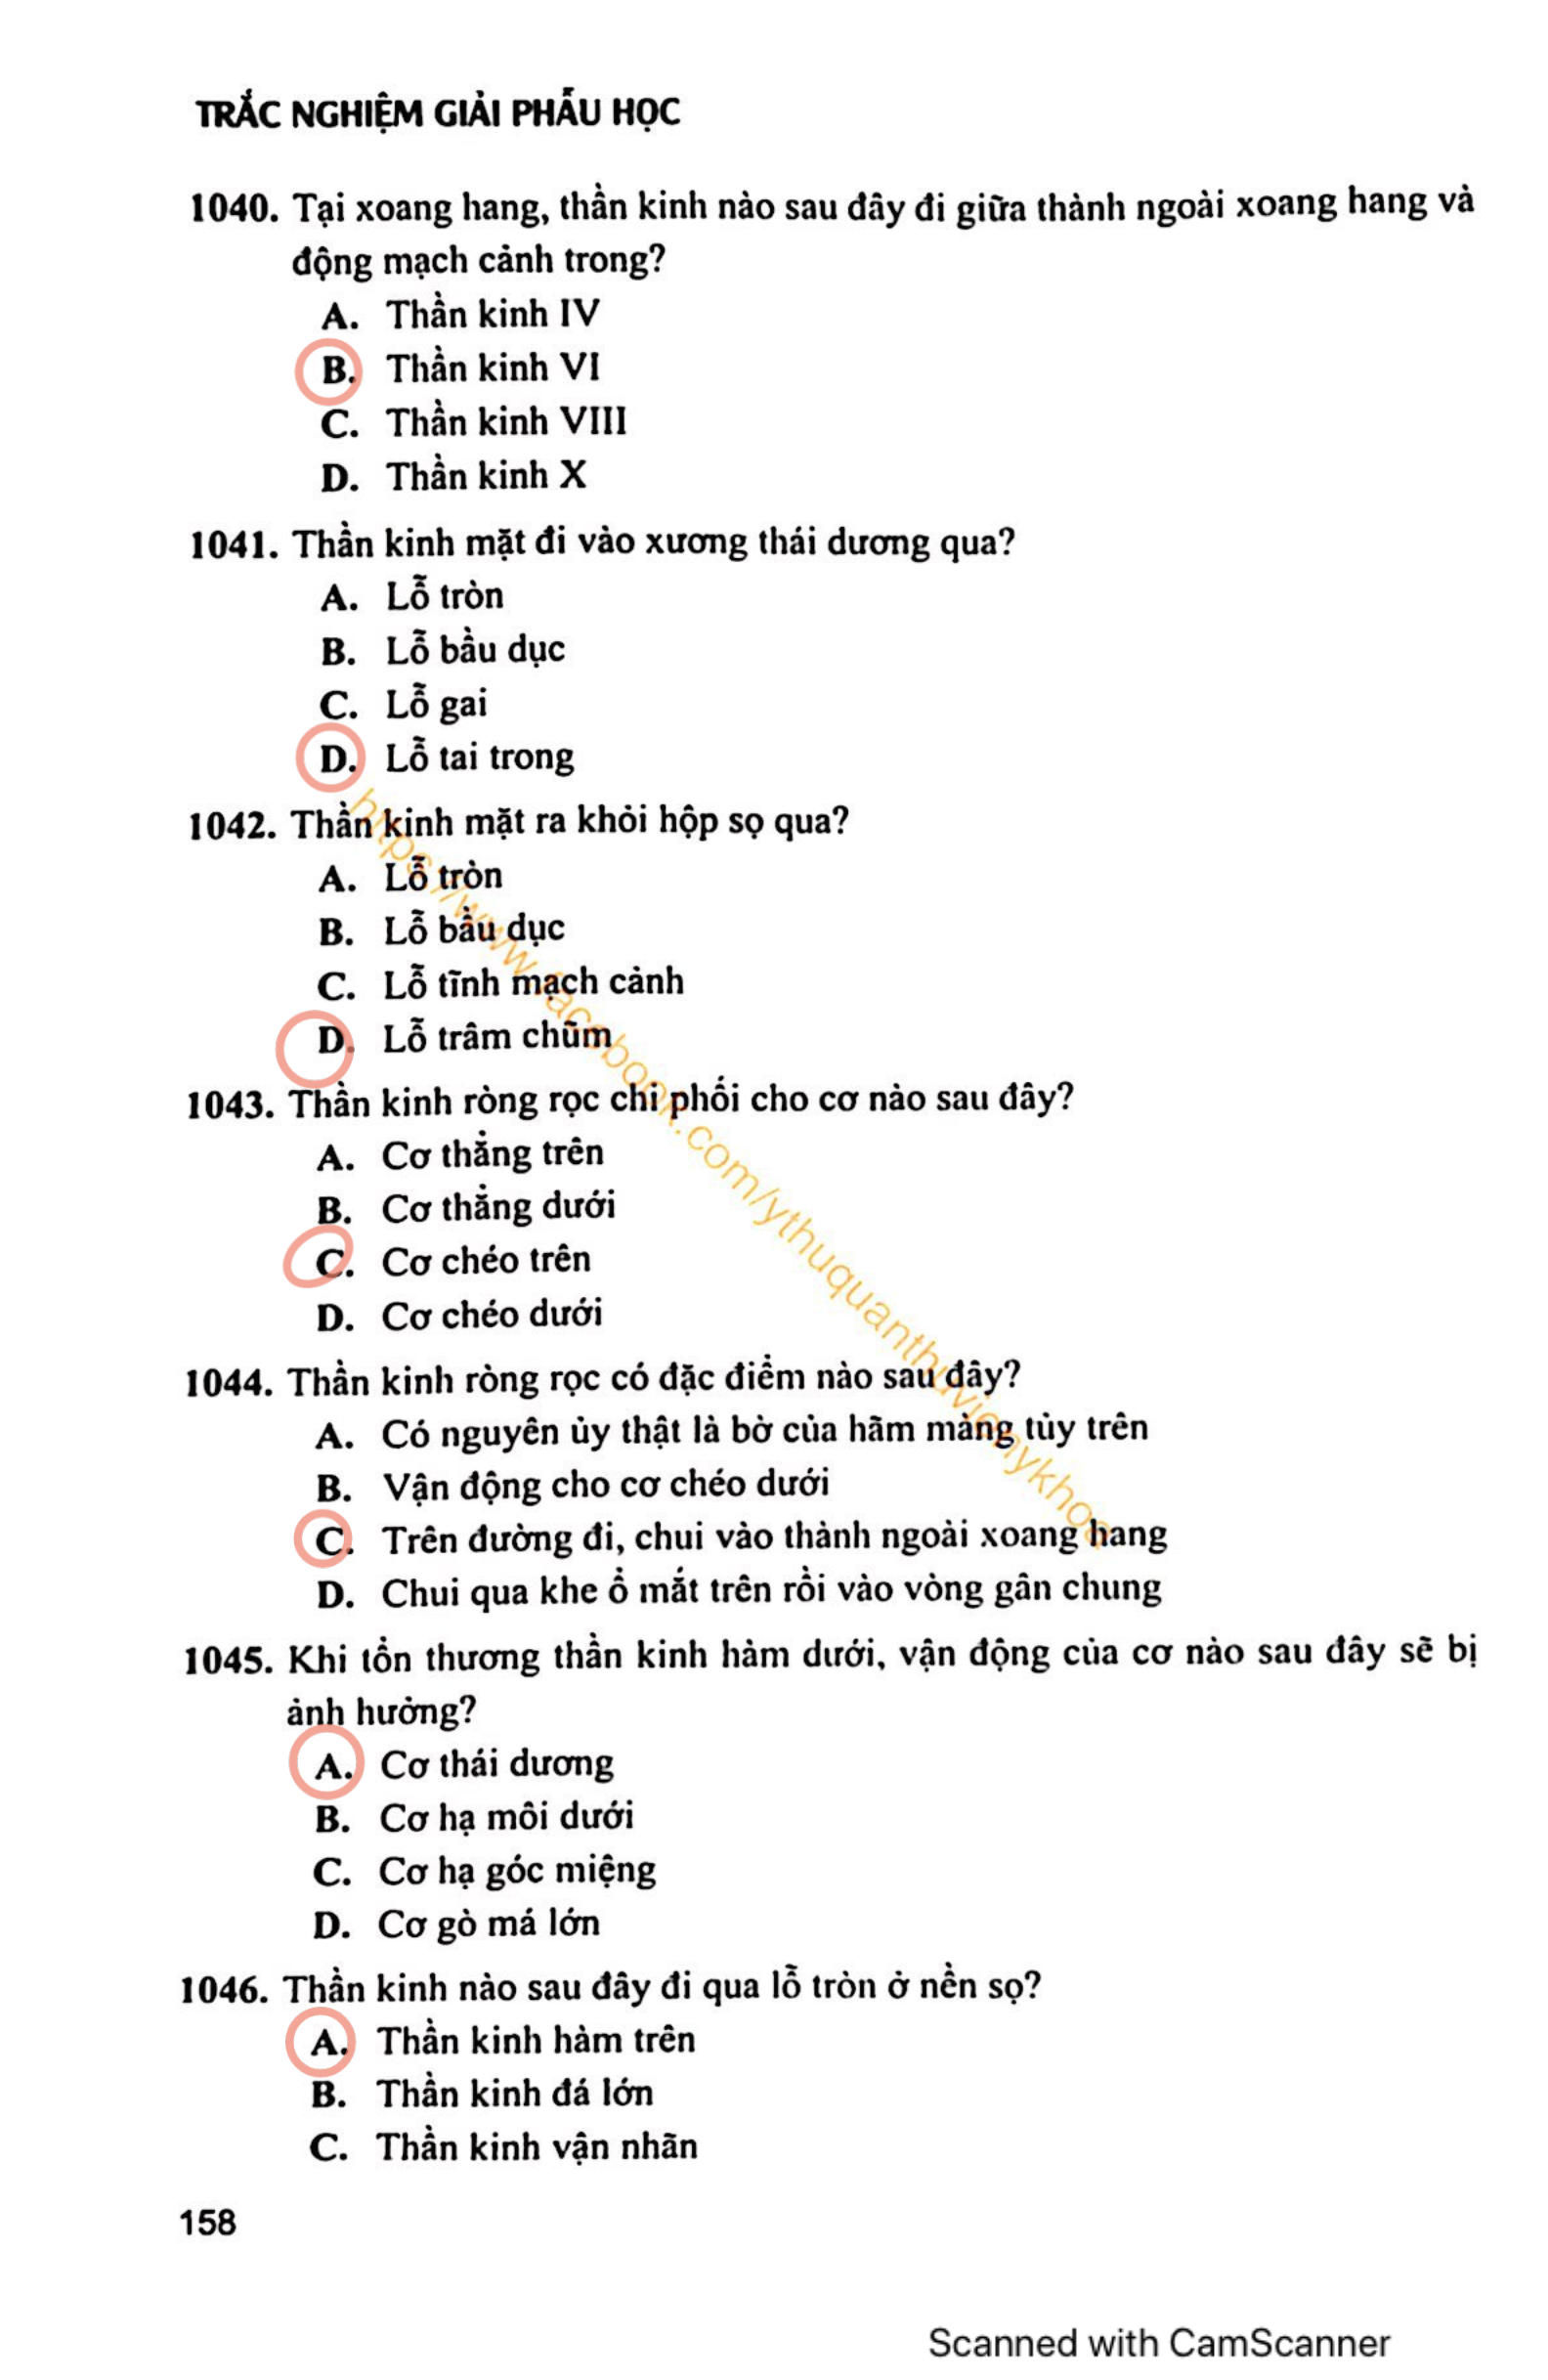 TRẮC NGHIỆM GIẢI PHẪU HỌC
1040. Tại xoang hang, thần kinh nào sau đây đi giữa thành ngoài xoang hang và
động mạch cảnh trong?
A. Thần kinh IV
B. Thần kinh VI
C. Thần kinh VIII
D. Thần kinh X
1041. Thần kinh mặt đi vào xương thái dương qua?
A. Lỗ tròn
B. Lỗ bầu dục
C. Lỗ gai
D. Lỗ tai trong
1042. Thần kinh mặt ra khỏi hộp sọ qua?
A. Lỗ tròn
B. Lỗ bầu dục
C. Lỗ tĩnh mạch cảnh
D. Lỗ trâm chũm
1043. Thần kinh ròng rọc chi phối cho cơ nào sau đây?
A. Cơ thẳng trên
B. Cơ thẳng dưới
C. Cơ chéo trên
D. Cơ chéo dưới
1044. Thần kinh ròng rọc có đặc điểm nào sau đây?
A. Có nguyên ủy thật là bờ của hãm màng tủy trên
B. Vận động cho cơ chéo dưới
C. Trên đường đi, chui vào thành ngoài xoang hang
D. Chui qua khe ổ mắt trên rồi vào vòng gân chung
1045. Khi tổn thương thần kinh hàm dưới, vận động của cơ nào sau đây sẽ bị
ảnh hưởng?
A. Cơ thái dương
B. Cơ hạ môi dưới
C. Cơ hạ góc miệng
D. Cơ gò má lớn
1046. Thần kinh nào sau đây đi qua lỗ tròn ở nền sọ?
A. Thần kinh hàm trên
B. Thần kinh đá lớn
C. Thần kinh vận nhãn
158
https://www.facebook.com/ythuquanthuvienykhoa
Scanned with CamScanner